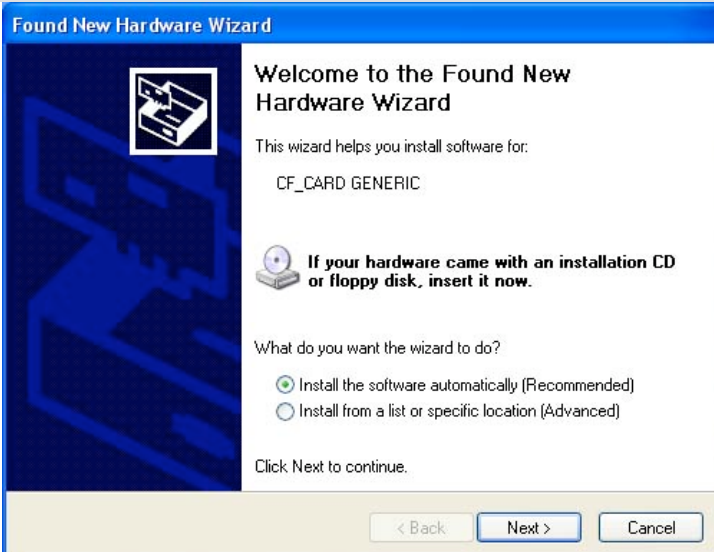 Found New Hardware Wizard
Welcome to the Found New
Hardware Wizard
This wizard helps you install software for:
CF_CARD GENERIC
If your hardware came with an installation CD
or floppy disk, insert it now.
What do you want the wizard to do?
Install the software automatically (Recommended)
Install from a list or specific location (Advanced)
Click Next to continue.
< Back
Next >
Cancel